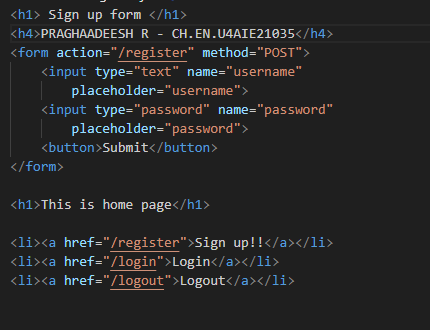 <h1> Sign up form </h1>
<h4>PRAGHAADEESH R - CH.EN.U4AIE21035</h4>
<form action="/register" method="POST">
    <input type="text" name="username"
        placeholder="username">
    <input type="password" name="password"
        placeholder="password">
    <button>Submit</button>
</form>

<h1>This is home page</h1>

<li><a href="/register">Sign up!!</a></li>
<li><a href="/login">Login</a></li>
<li><a href="/logout">Logout</a></li>